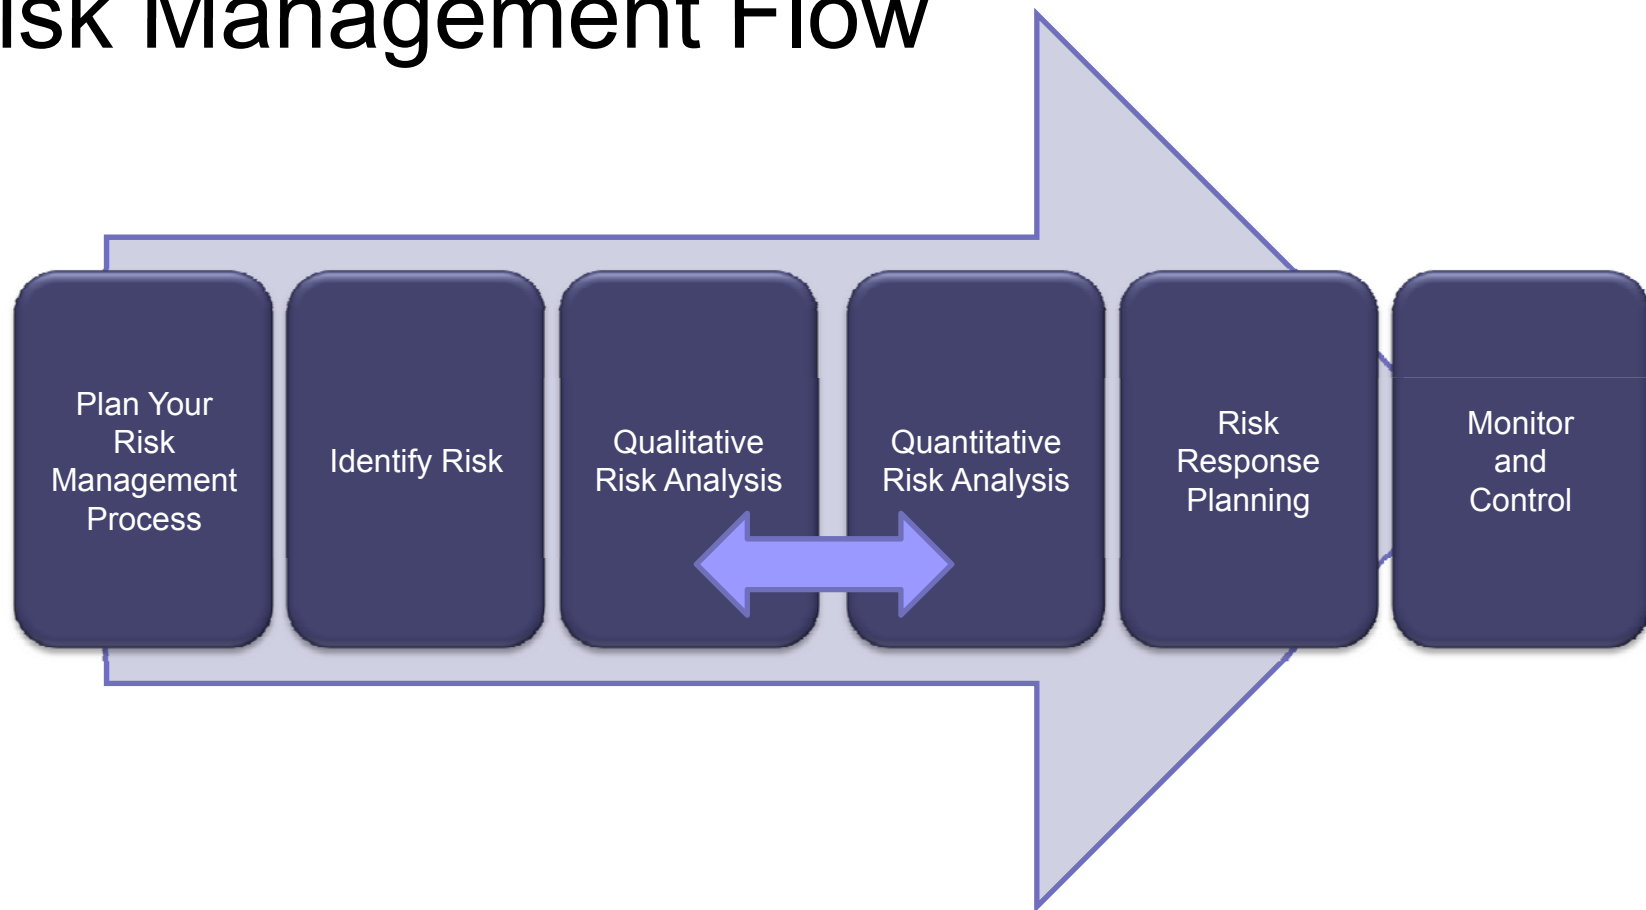 isk Management Flow
Plan Your
Risk
Management
Process
Identify Risk
Qualitative
Risk Analysis
Quantitative
Risk Analysis
Risk
Response
Planning
Monitor
and
Control